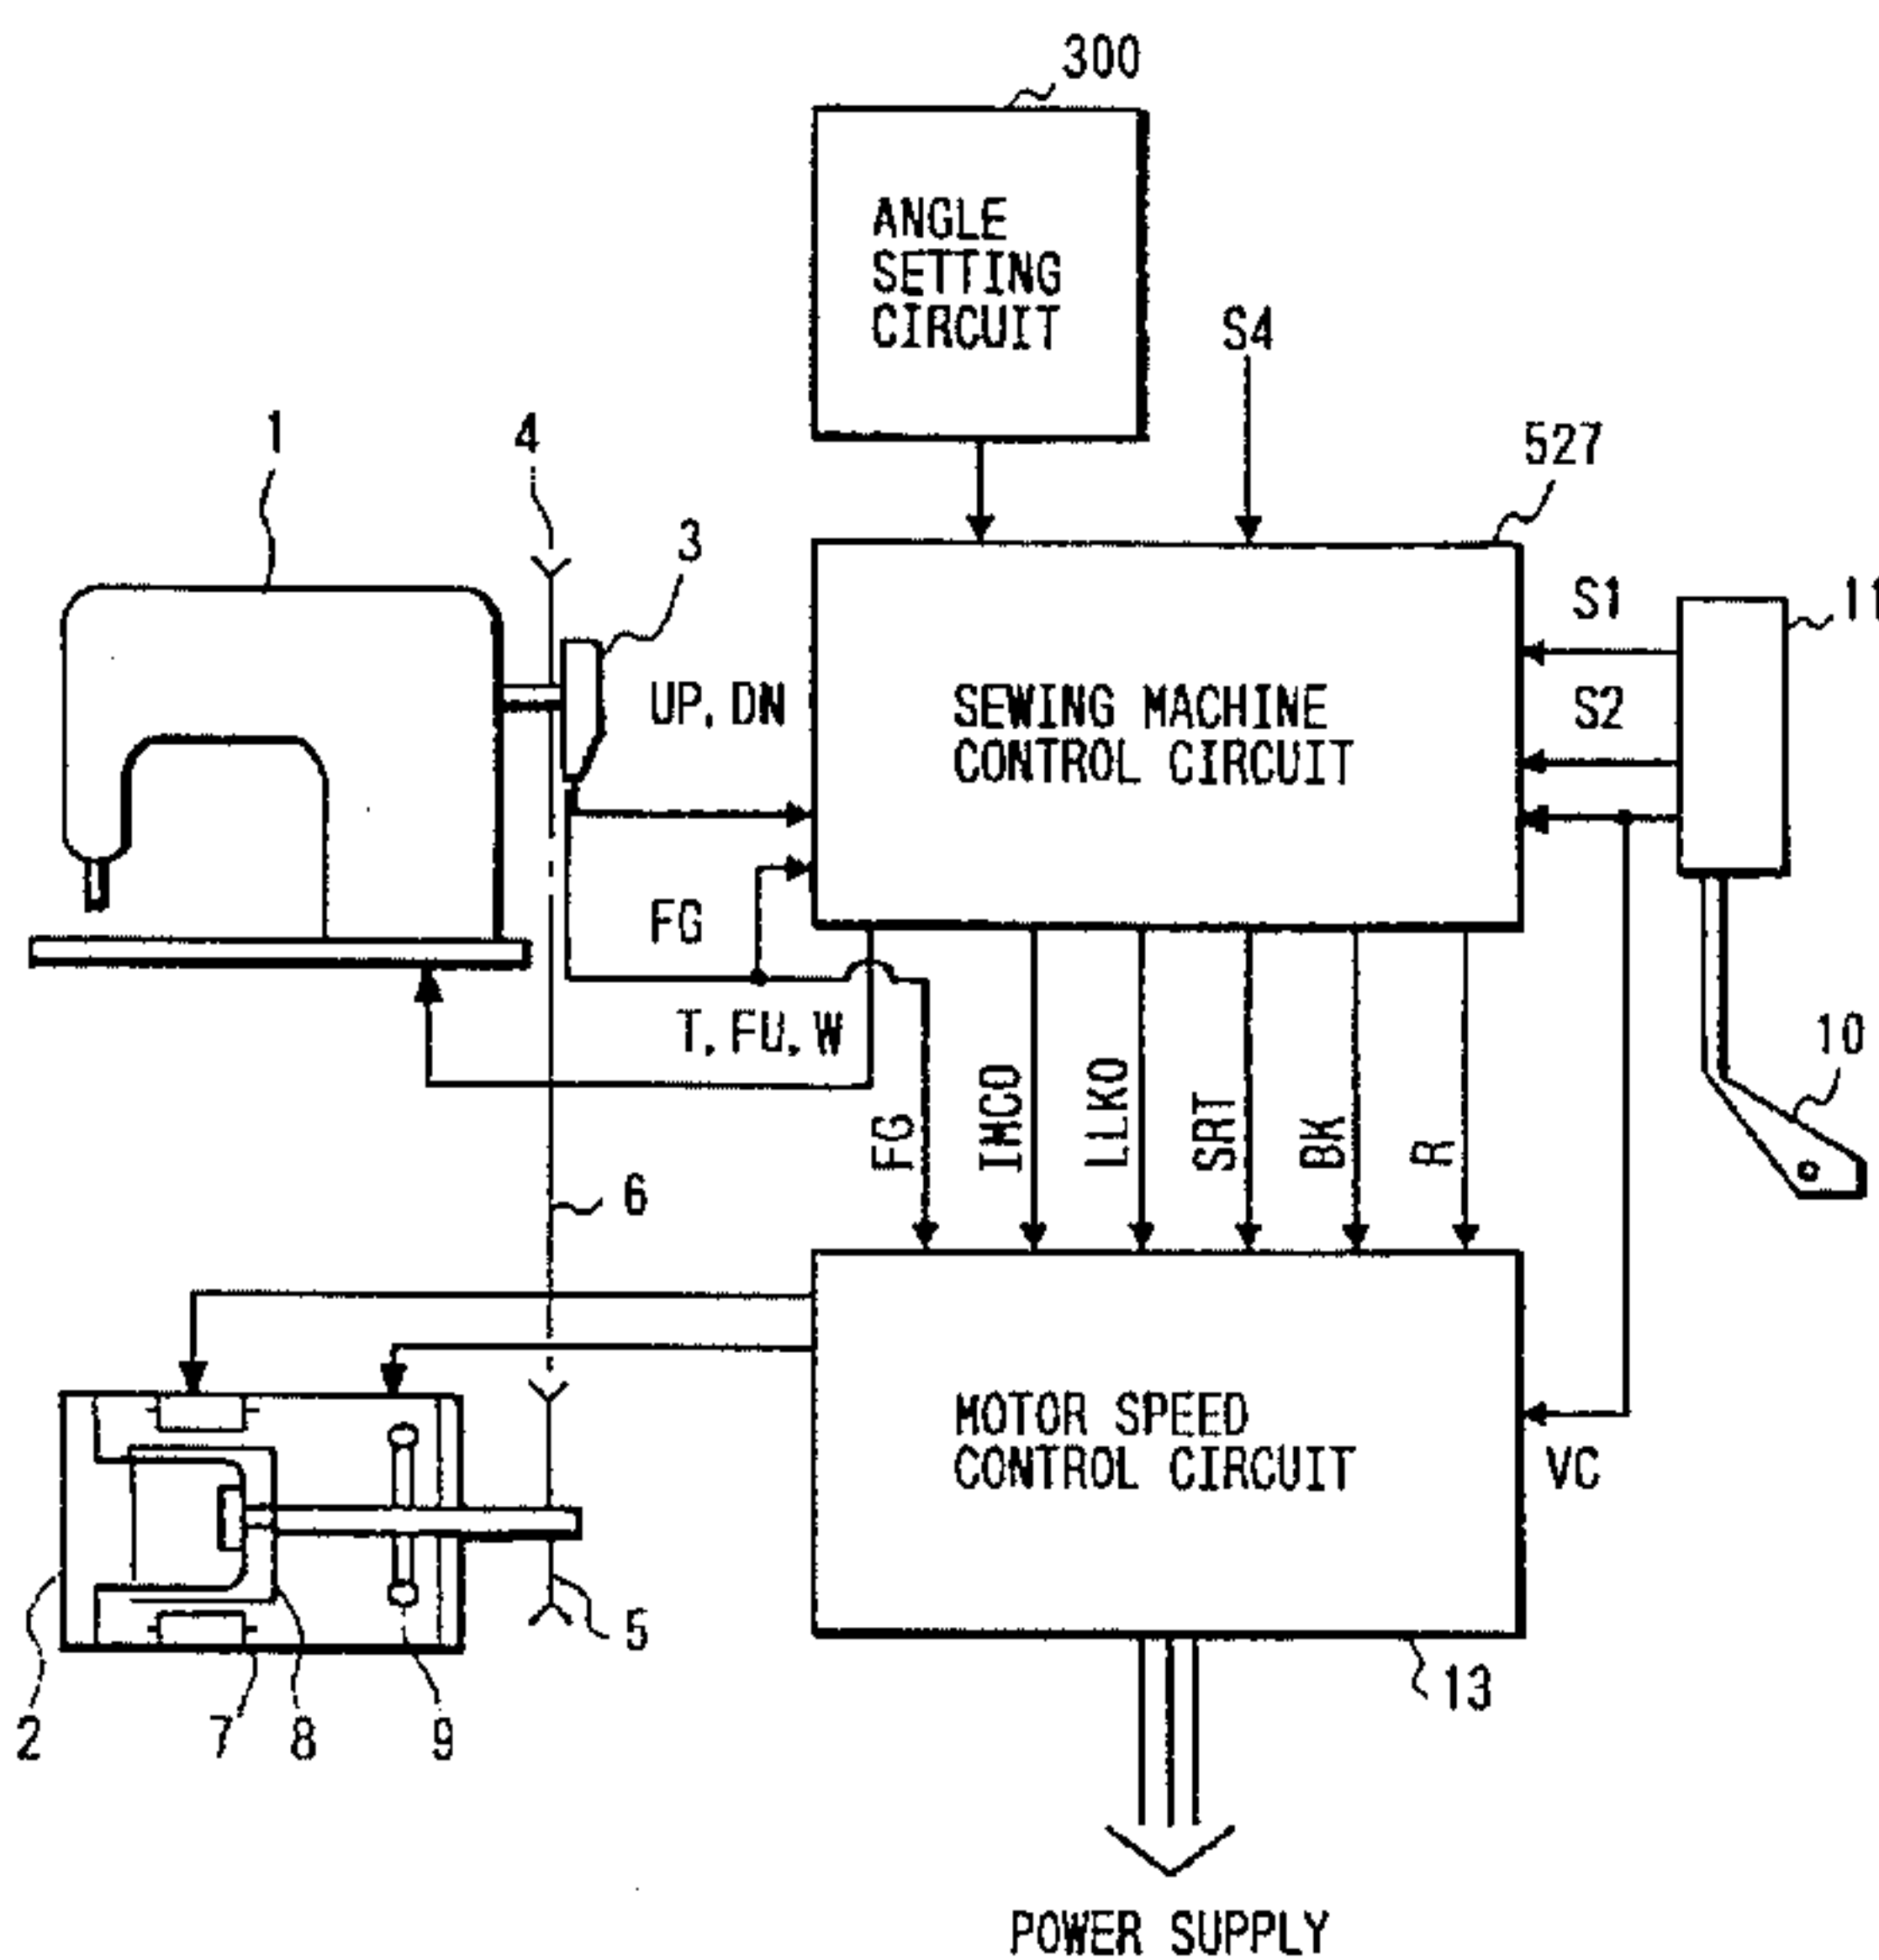 300
ANGLE
SETTING
CIRCUIT
S4
1
4
527
3
S1
11
UP, DN
SEWING MACHINE
CONTROL CIRCUIT
S2
FG
T, FU, W
10
FG
IMCO
LLKO
SRT
BK
R
6
MOTOR SPEED
CONTROL CIRCUIT
VC
5
13
2
7
8
9
POWER SUPPLY